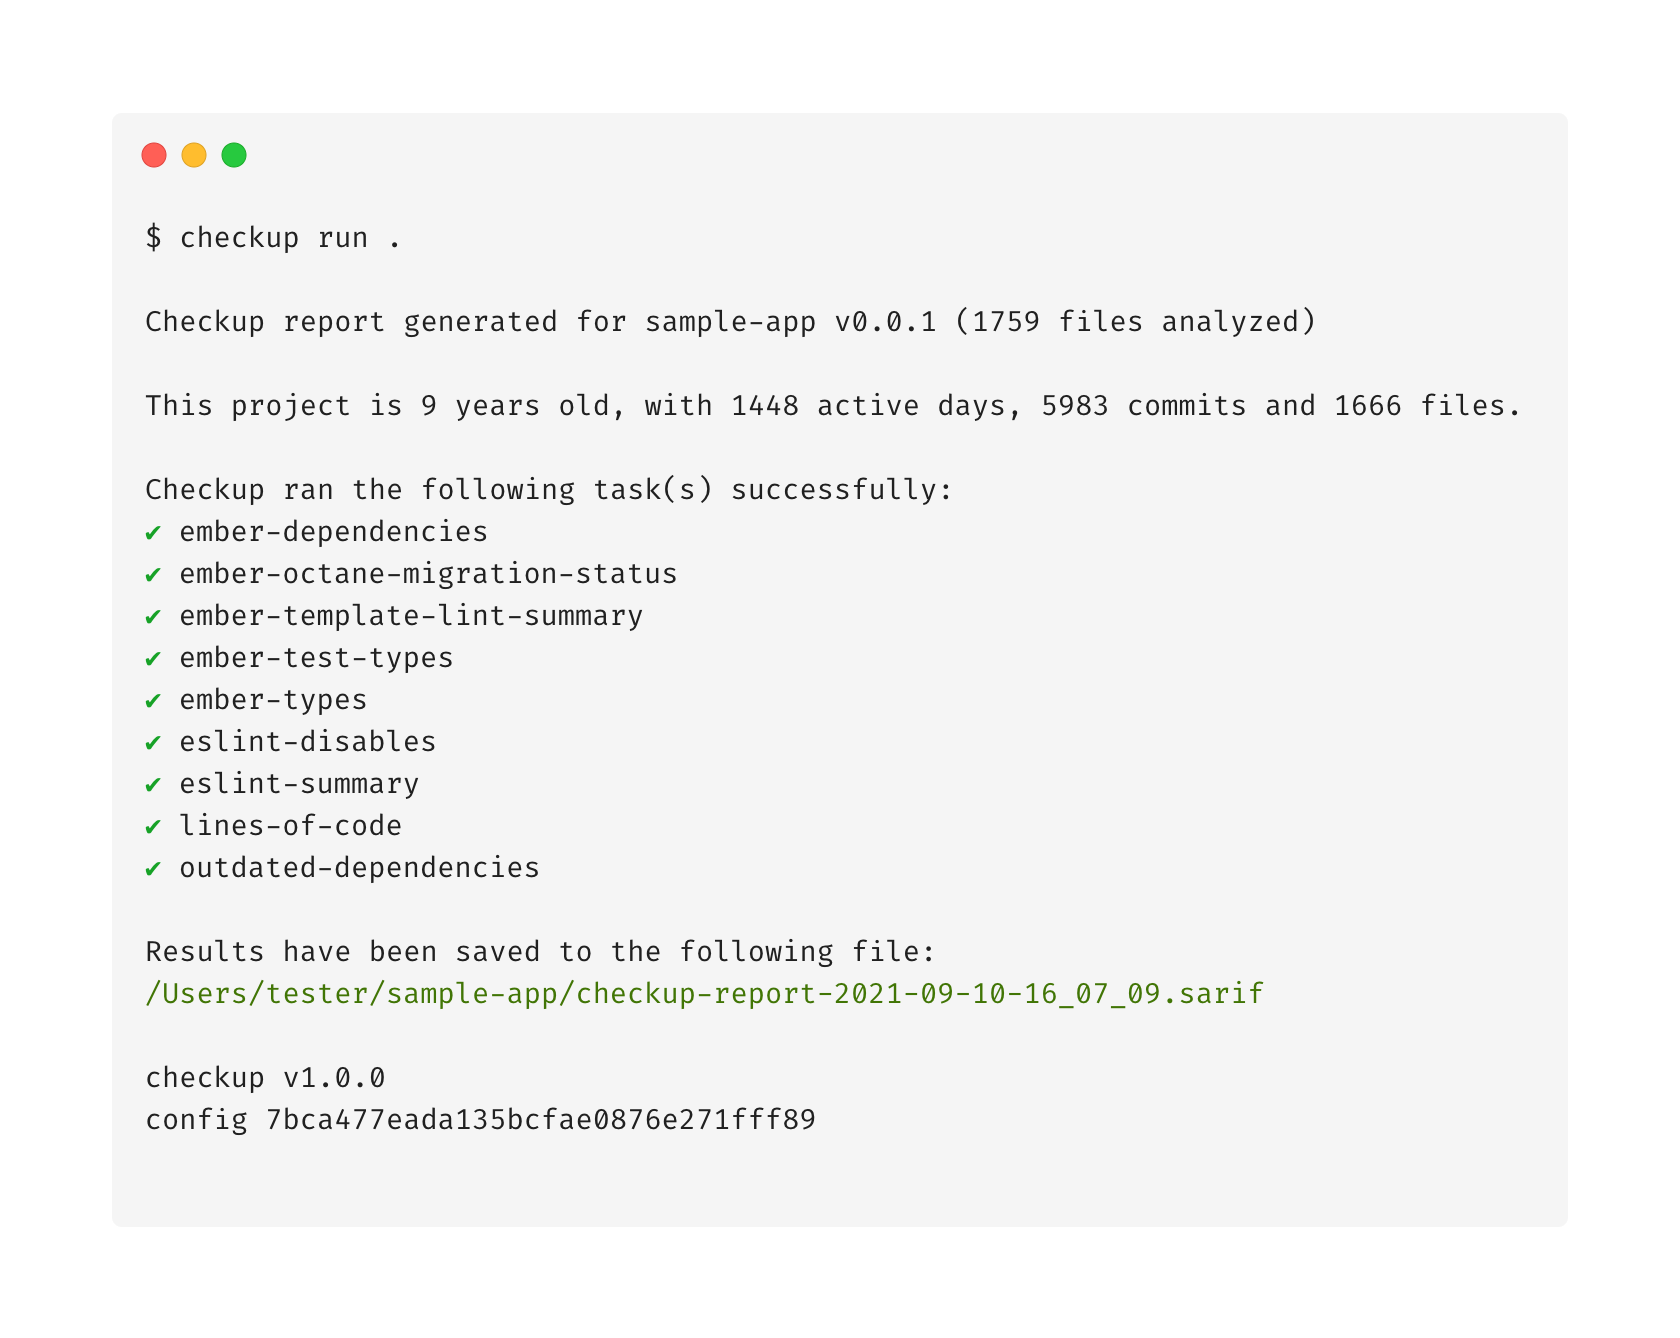 $ checkup run .
Checkup report generated for sample-app v0.0.1 (1759 files analyzed)
This project is 9 years old, with 1448 active days, 5983 commits and 1666 files.
Checkup ran the following task(s) successfully:
✔ ember-dependencies
✔ ember-octane-migration-status
✔ ember-template-lint-summary
✔ ember-test-types
✔ ember-types
✔ eslint-disables
✔ eslint-summary
✔ lines-of-code
✔ outdated-dependencies
Results have been saved to the following file:
/Users/tester/sample-app/checkup-report-2021-09-10-16_07_09.sarif
checkup v1.0.0
config 7bca477eada135bcfae0876e271fff89